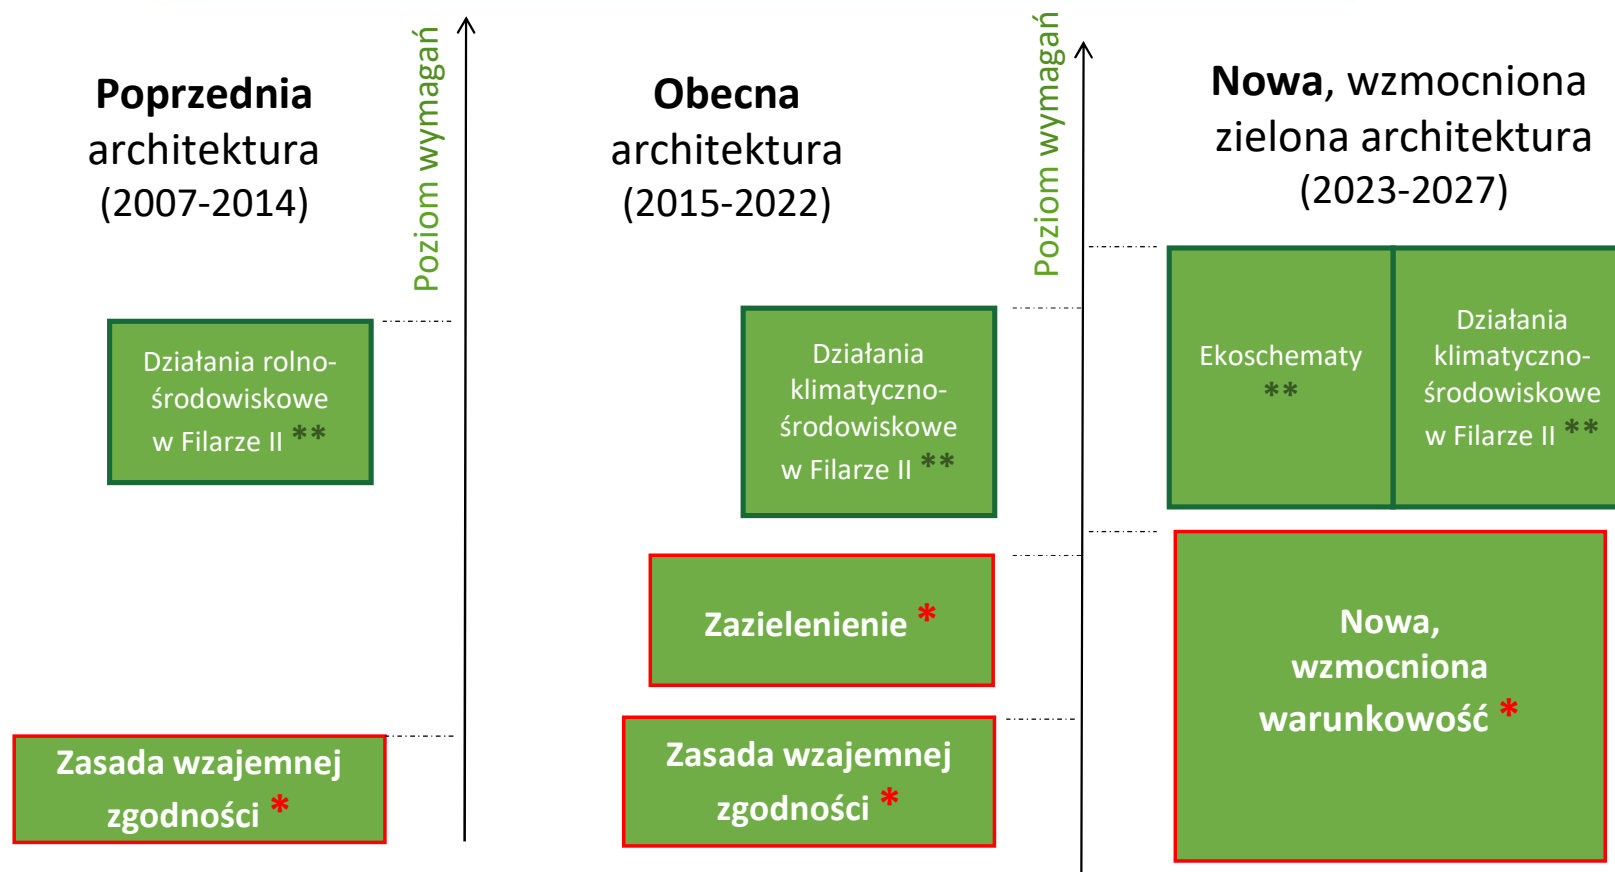 Poprzednia
architektura
(2007-2014)
Poziom wymagań
Działania rolno-
środowiskowe
w Filarze II **
Zasada wzajemnej
zgodności *
Obecna
architektura
(2015-2022)
Poziom wymagań
Działania
klimatyczno-
środowiskowe
w Filarze II **
Zazielenienie *
Zasada wzajemnej
zgodności *
Nowa, wzmocniona
zielona architektura
(2023-2027)
Ekoschematy
**
Działania
klimatyczno-
środowiskowe
w Filarze II **
Nowa,
wzmocniona
warunkowość *